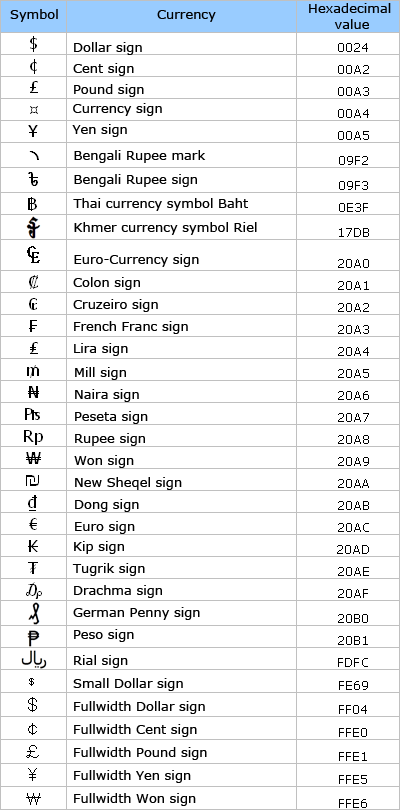 Symbol Currency Hexadecimal value
$ Dollar sign 0024
¢ Cent sign 00A2
£ Pound sign 00A3
¤ Currency sign 00A4
¥ Yen sign 00A5
৲ Bengali Rupee mark 09F2
৳ Bengali Rupee sign 09F3
฿ Thai currency symbol Baht 0E3F
៛ Khmer currency symbol Riel 17DB
₠ Euro-Currency sign 20A0
₡ Colon sign 20A1
₢ Cruzeiro sign 20A2
₣ French Franc sign 20A3
₤ Lira sign 20A4
₥ Mill sign 20A5
₦ Naira sign 20A6
₧ Peseta sign 20A7
Rp Rupee sign 20A8
₩ Won sign 20A9
₪ New Sheqel sign 20AA
₫ Dong sign 20AB
€ Euro sign 20AC
₭ Kip sign 20AD
₮ Tugrik sign 20AE
₯ Drachma sign 20AF
₰ German Penny sign 20B0
₱ Peso sign 20B1
﷼ Rial sign FDFC
﹩ Small Dollar sign FE69
＄ Fullwidth Dollar sign FF04
￠ Fullwidth Cent sign FFE0
￡ Fullwidth Pound sign FFE1
￥ Fullwidth Yen sign FFE5
￦ Fullwidth Won sign FFE6